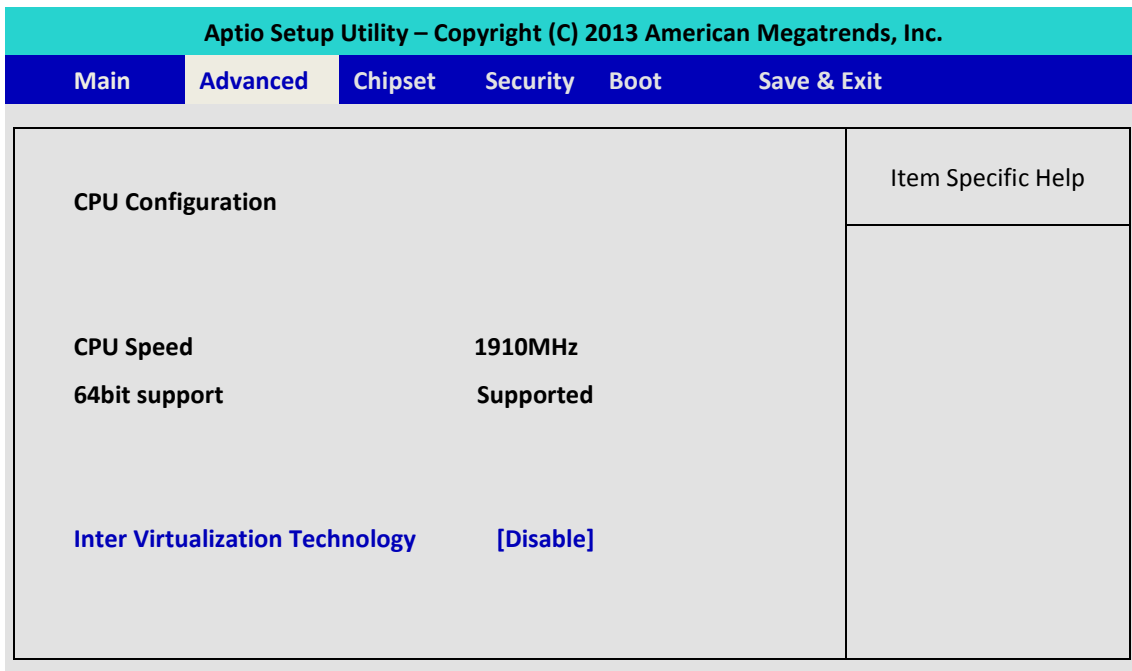 Aptio Setup Utility – Copyright (C) 2013 American Megatrends, Inc.
Main Advanced Chipset Security Boot Save & Exit
CPU Configuration
Item Specific Help
CPU Speed 1910MHz
64bit support Supported
Inter Virtualization Technology [Disable]